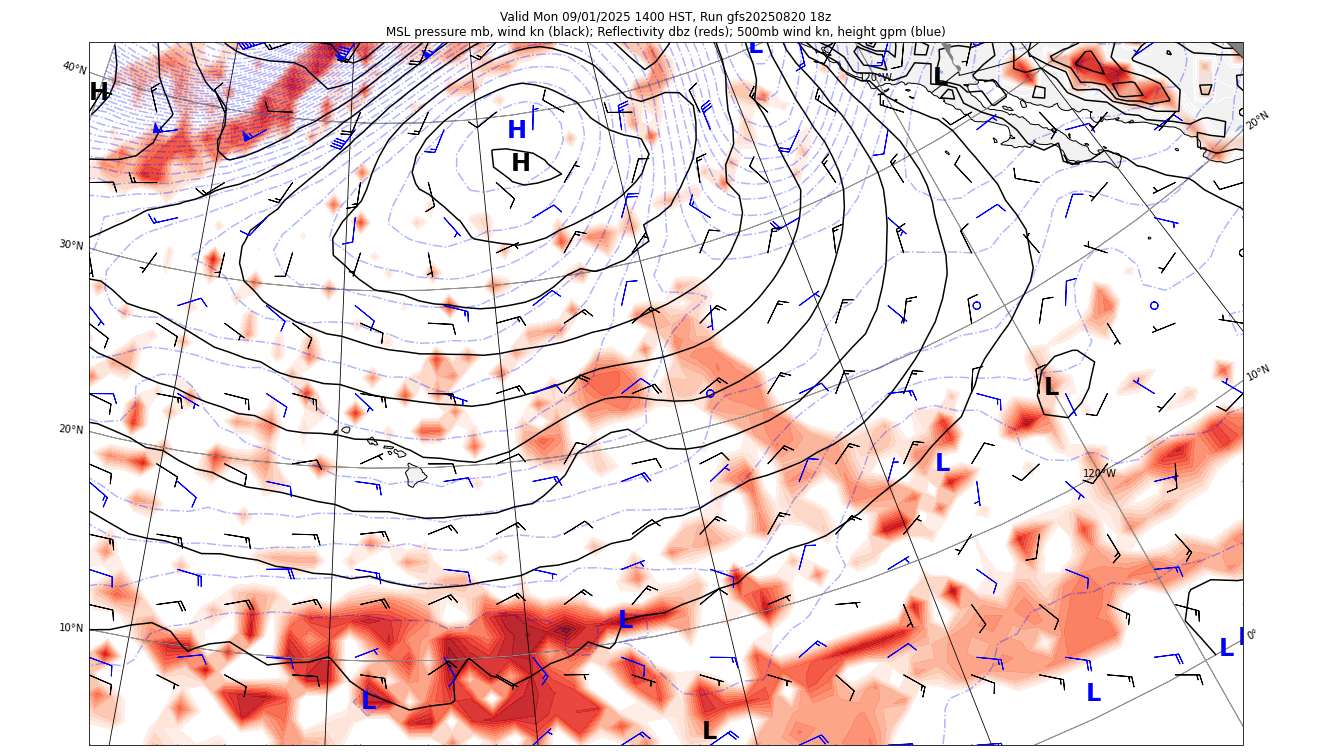 Valid Mon 09/01/2025 1400 HST, Run gfs20250820 18z
MSL pressure mb, wind kn (black); Reflectivity dbz (reds); 500mb wind kn, height gpm (blue)
L
40°N
120°W
L
H
20°N
H
H
30°N
10°N
L
20°N
L
120°W
L
10°N
0°
L
L
L
L